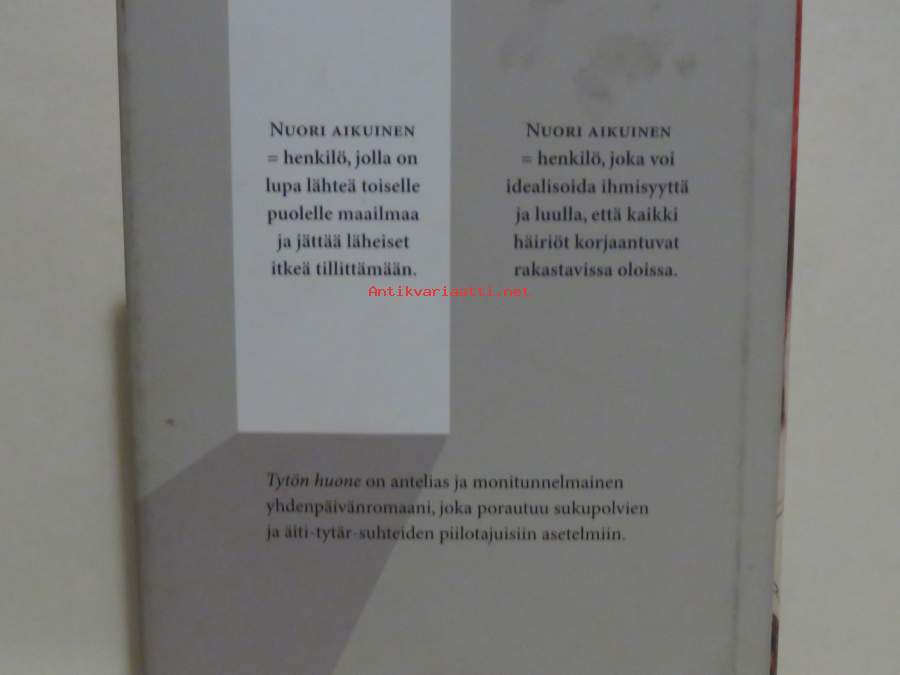 NUORI AIKUINEN
= henkilö, jolla on
lupa lähteä toiselle
puolelle maailmaa
ja jättää läheiset
itkeä tillittämään.
NUORI AIKUINEN
= henkilö, joka voi
idealisoida ihmisyyttä
ja luulla, että kaikki
häiriöt korjaantuvat
rakastavissa oloissa.
Antikvariaatti.net
Tytön huone on antelias ja monitunnelmainen
yhdenpäivänromaani, joka porautuu sukupolvien
ja äiti-tytär-suhteiden piilotajuisiin asetelmiin.